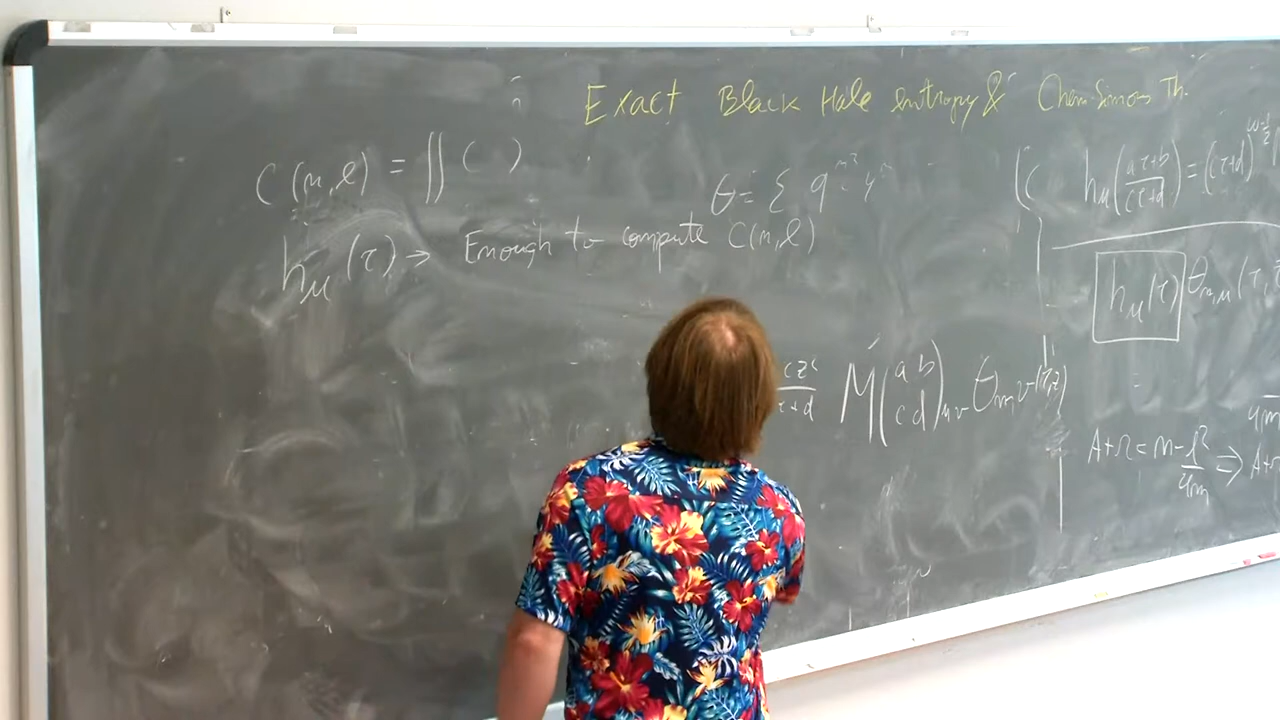 Exact Black Hole entropy & Chern-Simons Th.
C(n,l) = ∬ ( )
θ = Σ q y
h_μ(τ) → Enough to compute C(n,l)
h_μ(aτ+b/cτ+d) = (cτ+d)^{w-1/2}
h_μ(τ) θ_{m,μ}(τ,z
M(a b / c d)_{μν} θ_{m,ν}(τ,z)
A+r = n - l²/4m ⇒ A+r